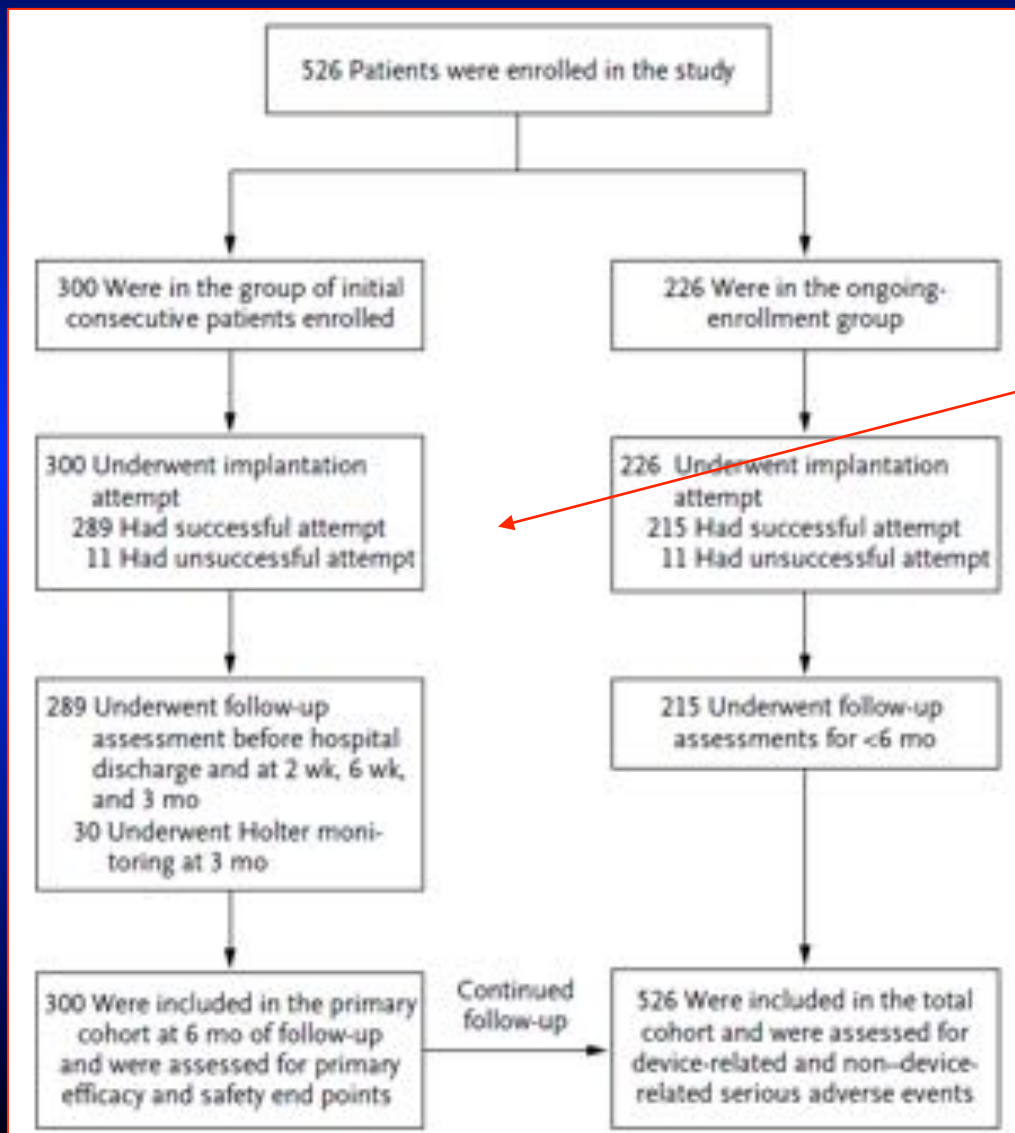 526 Patients were enrolled in the study
300 Were in the group of initial
consecutive patients enrolled
226 Were in the ongoing-
enrollment group
300 Underwent implantation
attempt
289 Had successful attempt
11 Had unsuccessful attempt
226 Underwent implantation
attempt
215 Had successful attempt
11 Had unsuccessful attempt
289 Underwent follow-up
assessment before hospital
discharge and at 2 wk, 6 wk,
and 3 mo
30 Underwent Holter moni-
toring at 3 mo
215 Underwent follow-up
assessments for <6 mo
300 Were included in the primary
cohort at 6 mo of follow-up
and were assessed for primary
efficacy and safety end points
Continued
follow-up
526 Were included in the total
cohort and were assessed for
device-related and non–device-
related serious adverse events